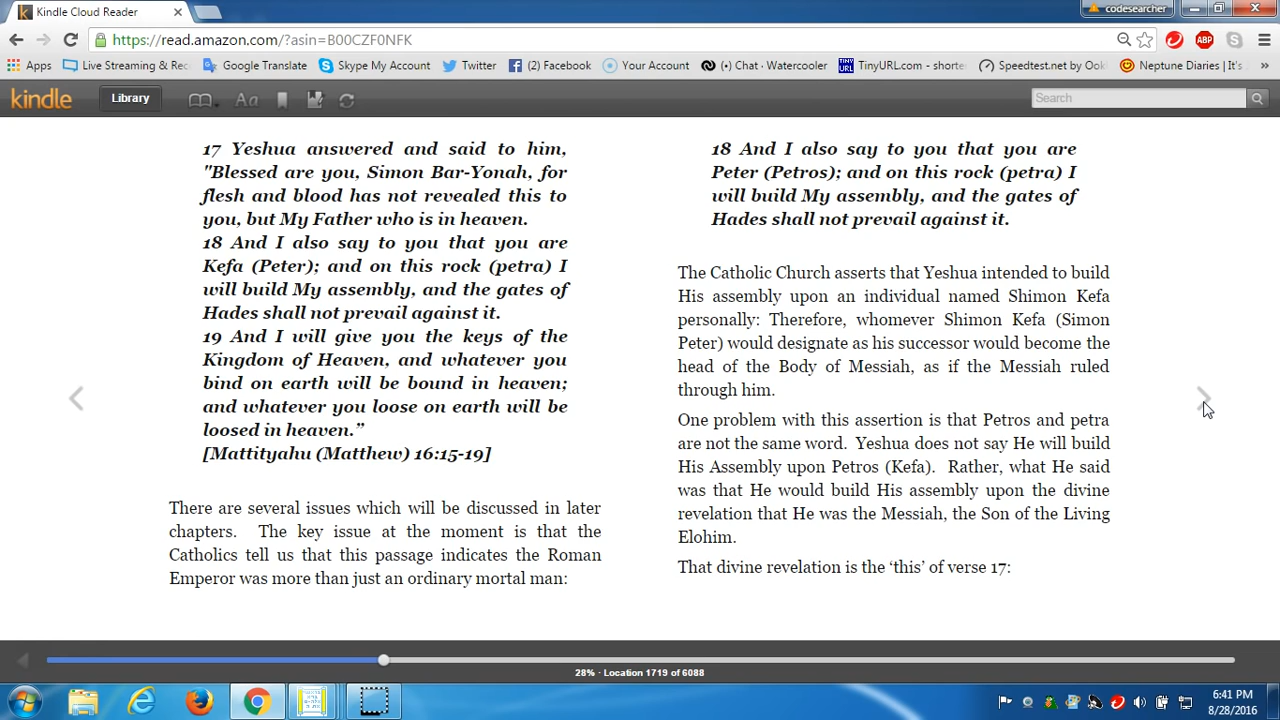 Kindle Cloud Reader
codesearcher
https://read.amazon.com/?asin=B00CZF0NFK
ABP
Apps
Live Streaming & Rec
Google Translate
Skype My Account
Twitter
(2) Facebook
Your Account
(•) Chat · Watercooler
TINY URL
TinyURL.com - shorte
Speedtest.net by Ookl
Neptune Diaries | It's
»
kindle
Library
Aa
Search
17 Yeshua answered and said to him,
"Blessed are you, Simon Bar-Yonah, for
flesh and blood has not revealed this to
you, but My Father who is in heaven.
18 And I also say to you that you are
Kefa (Peter); and on this rock (petra) I
will build My assembly, and the gates of
Hades shall not prevail against it.
19 And I will give you the keys of the
Kingdom of Heaven, and whatever you
bind on earth will be bound in heaven;
and whatever you loose on earth will be
loosed in heaven.”
[Mattityahu (Matthew) 16:15-19]
There are several issues which will be discussed in later
chapters. The key issue at the moment is that the
Catholics tell us that this passage indicates the Roman
Emperor was more than just an ordinary mortal man:
18 And I also say to you that you are
Peter (Petros); and on this rock (petra) I
will build My assembly, and the gates of
Hades shall not prevail against it.
The Catholic Church asserts that Yeshua intended to build
His assembly upon an individual named Shimon Kefa
personally: Therefore, whomever Shimon Kefa (Simon
Peter) would designate as his successor would become the
head of the Body of Messiah, as if the Messiah ruled
through him.
One problem with this assertion is that Petros and petra
are not the same word. Yeshua does not say He will build
His Assembly upon Petros (Kefa). Rather, what He said
was that He would build His assembly upon the divine
revelation that He was the Messiah, the Son of the Living
Elohim.
That divine revelation is the ‘this’ of verse 17:
28% · Location 1719 of 6088
6:41 PM
8/28/2016